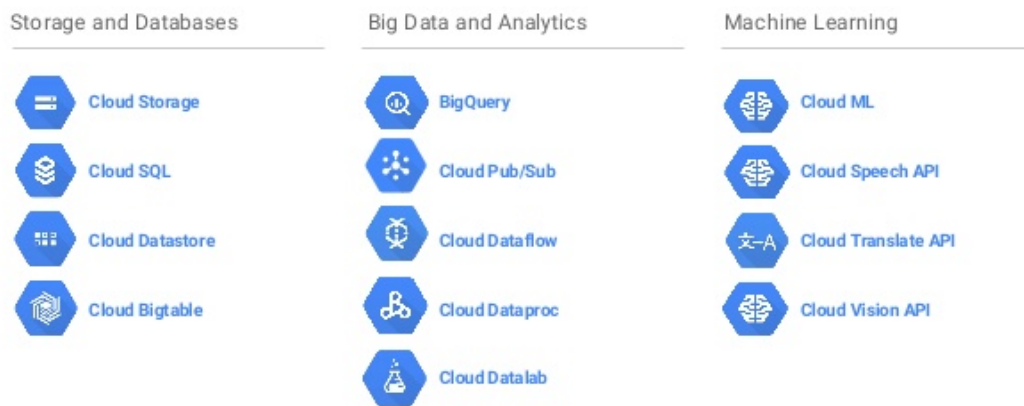 Storage and Databases
Cloud Storage
Cloud SQL
Cloud Datastore
Cloud Bigtable
Big Data and Analytics
BigQuery
Cloud Pub/Sub
Cloud Dataflow
Cloud Dataproc
Cloud Datalab
Machine Learning
Cloud ML
Cloud Speech API
文-A
Cloud Translate API
Cloud Vision API